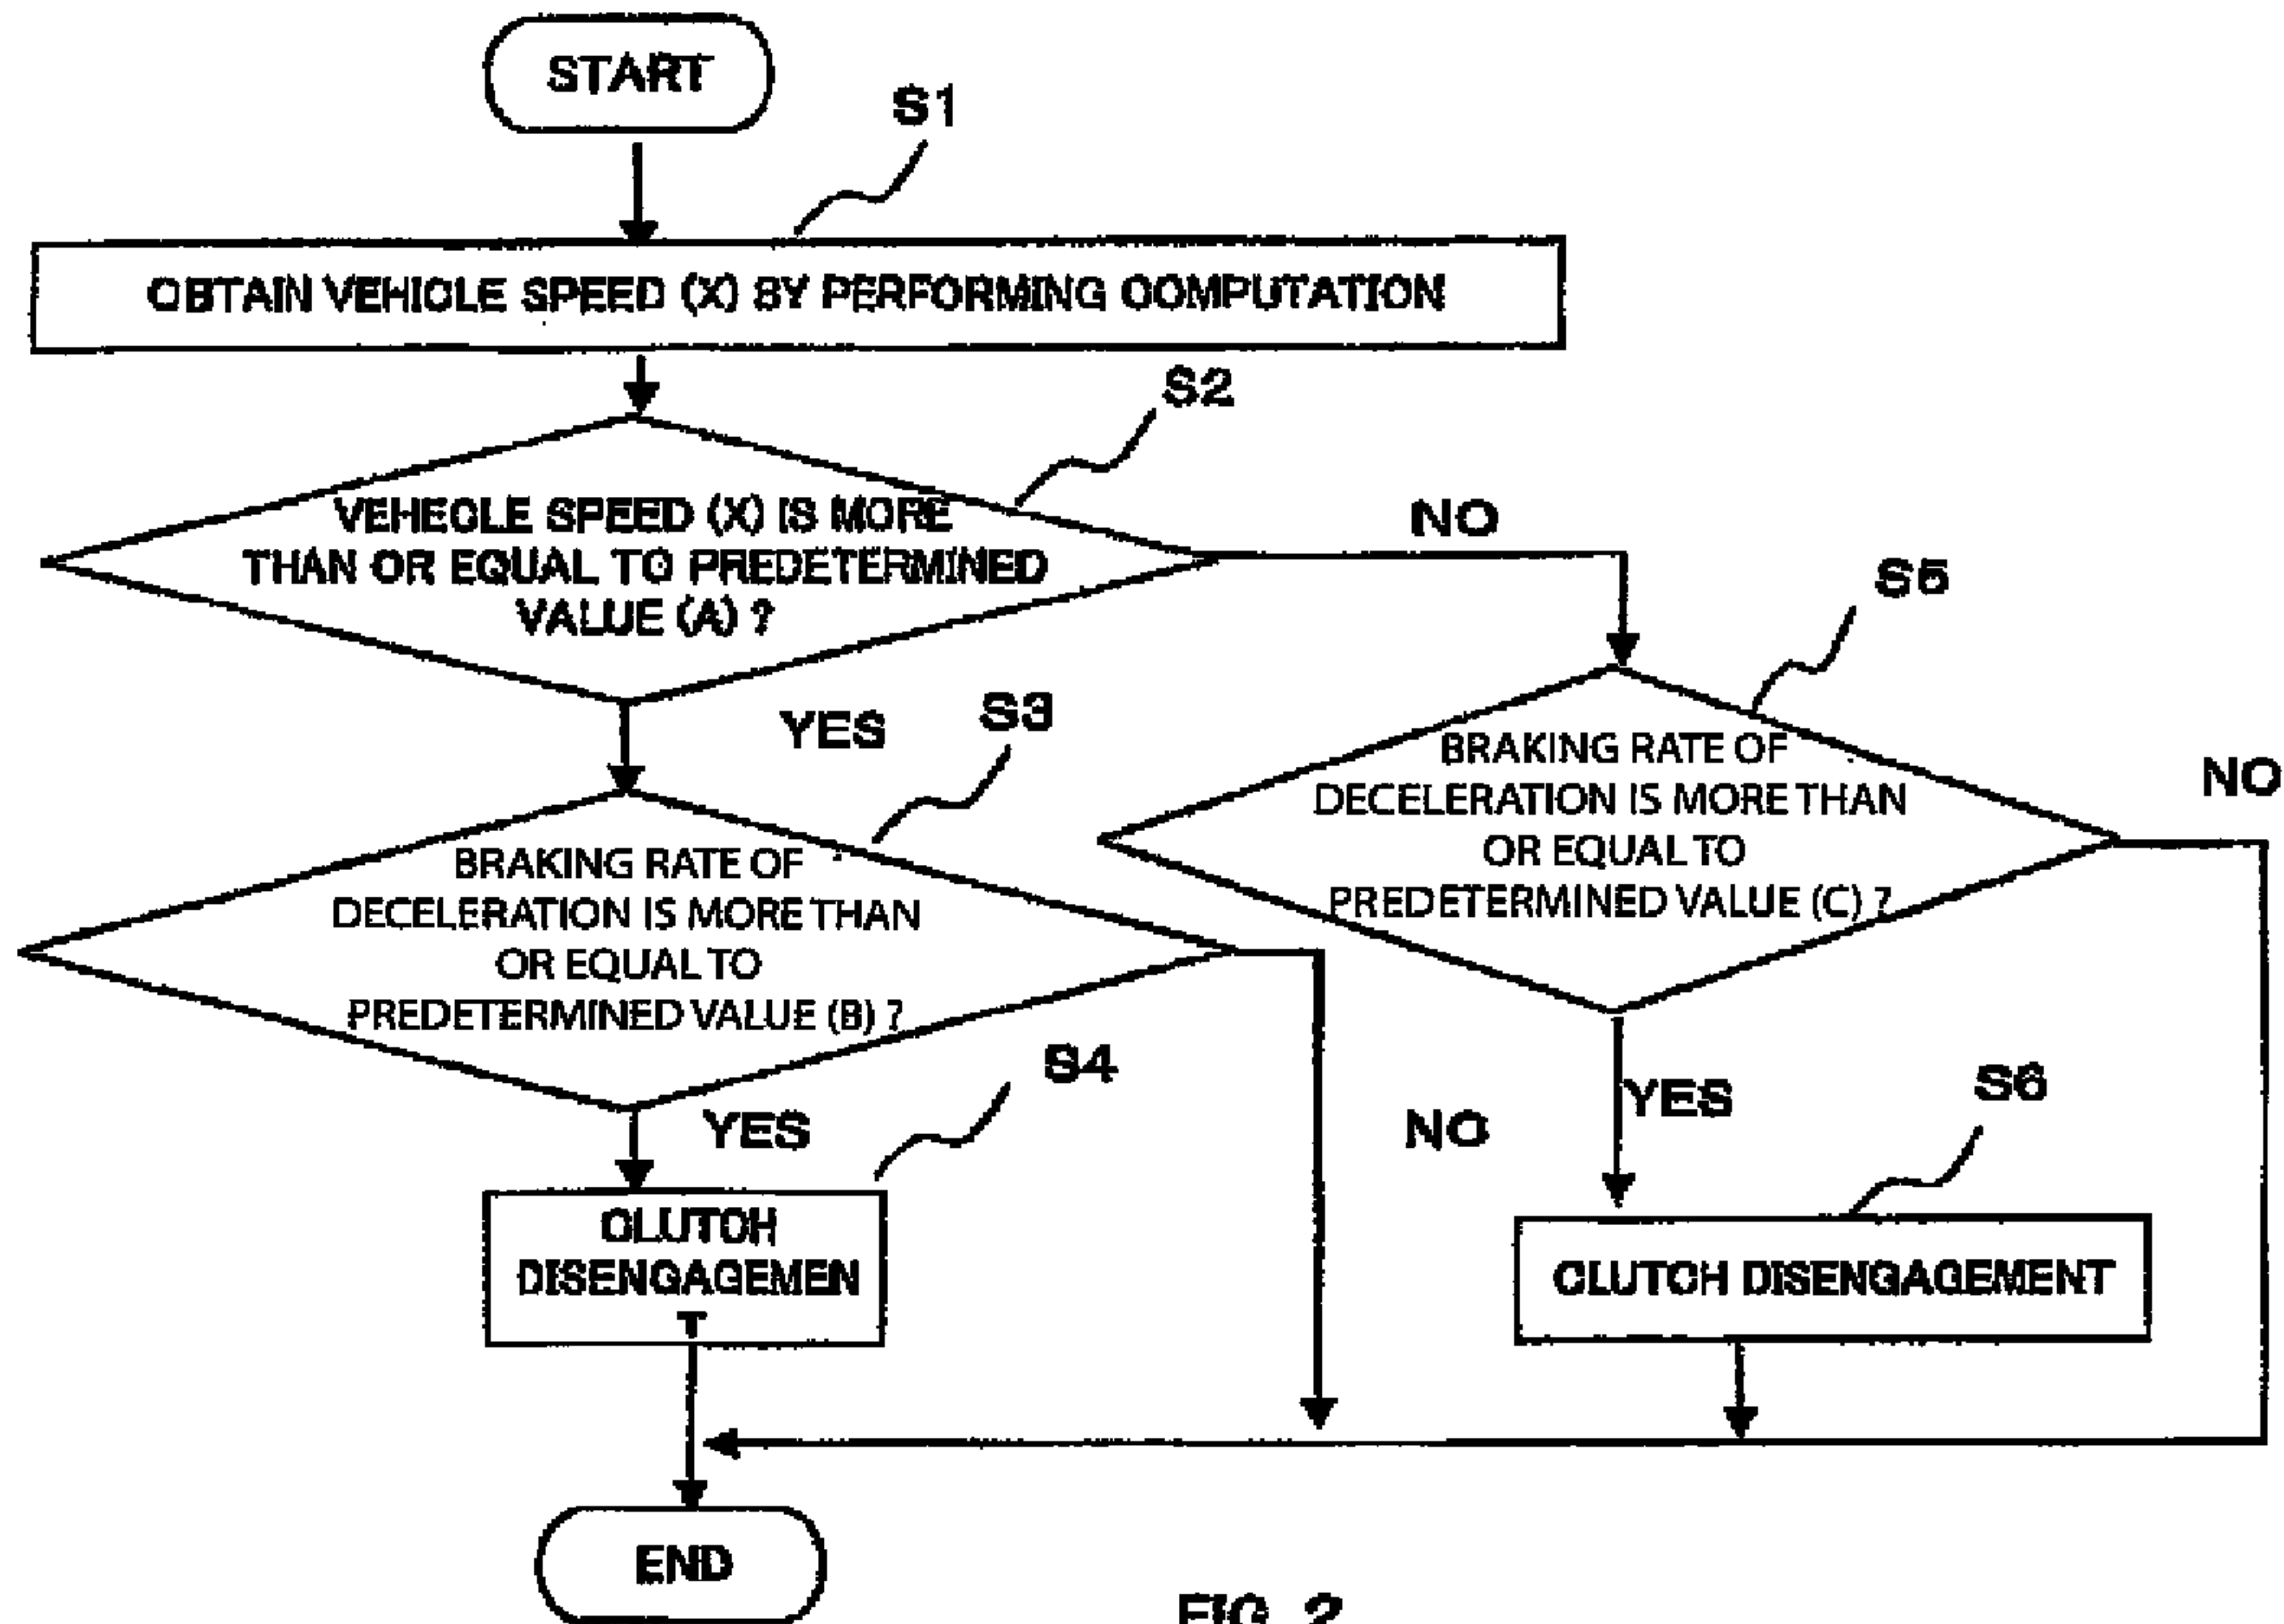 START
S1
OBTAIN VEHICLE SPEED (X) BY PERFORMING COMPUTATION
S2
VEHECLE SPEED (X) IS MORE
THAN OR EQUAL TO PREDETERMINED
VALUE (A) ?
NO
YES
S3
BRAKING RATE OF
DECELERATION IS MORE THAN
OR EQUAL TO
PREDETERMINED VALUE (B) ?
S5
BRAKING RATE OF
DECELERATION IS MORE THAN
OR EQUAL TO
PREDETERMINED VALUE (C) ?
NO
YES
S4
CLUTCH
DISENGAGEMEN
T
NO
YES
S6
CLUTCH DISENGAGEMENT
END
FIG. 2